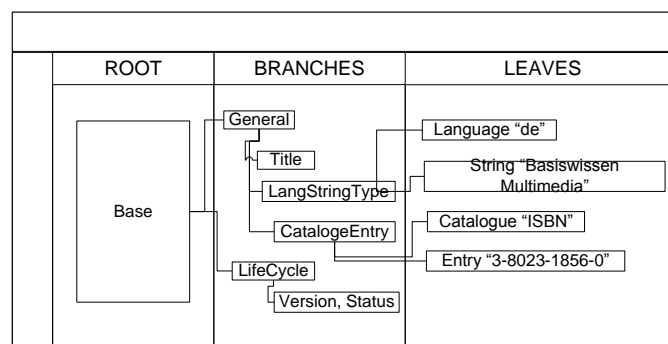 ROOT
BRANCHES
LEAVES
General
Language “de”
Title
String “Basiswissen
Multimedia”
LangStringType
Base
Catalogue “ISBN”
CatalogeEntry
Entry “3-8023-1856-0”
LifeCycle
Version, Status